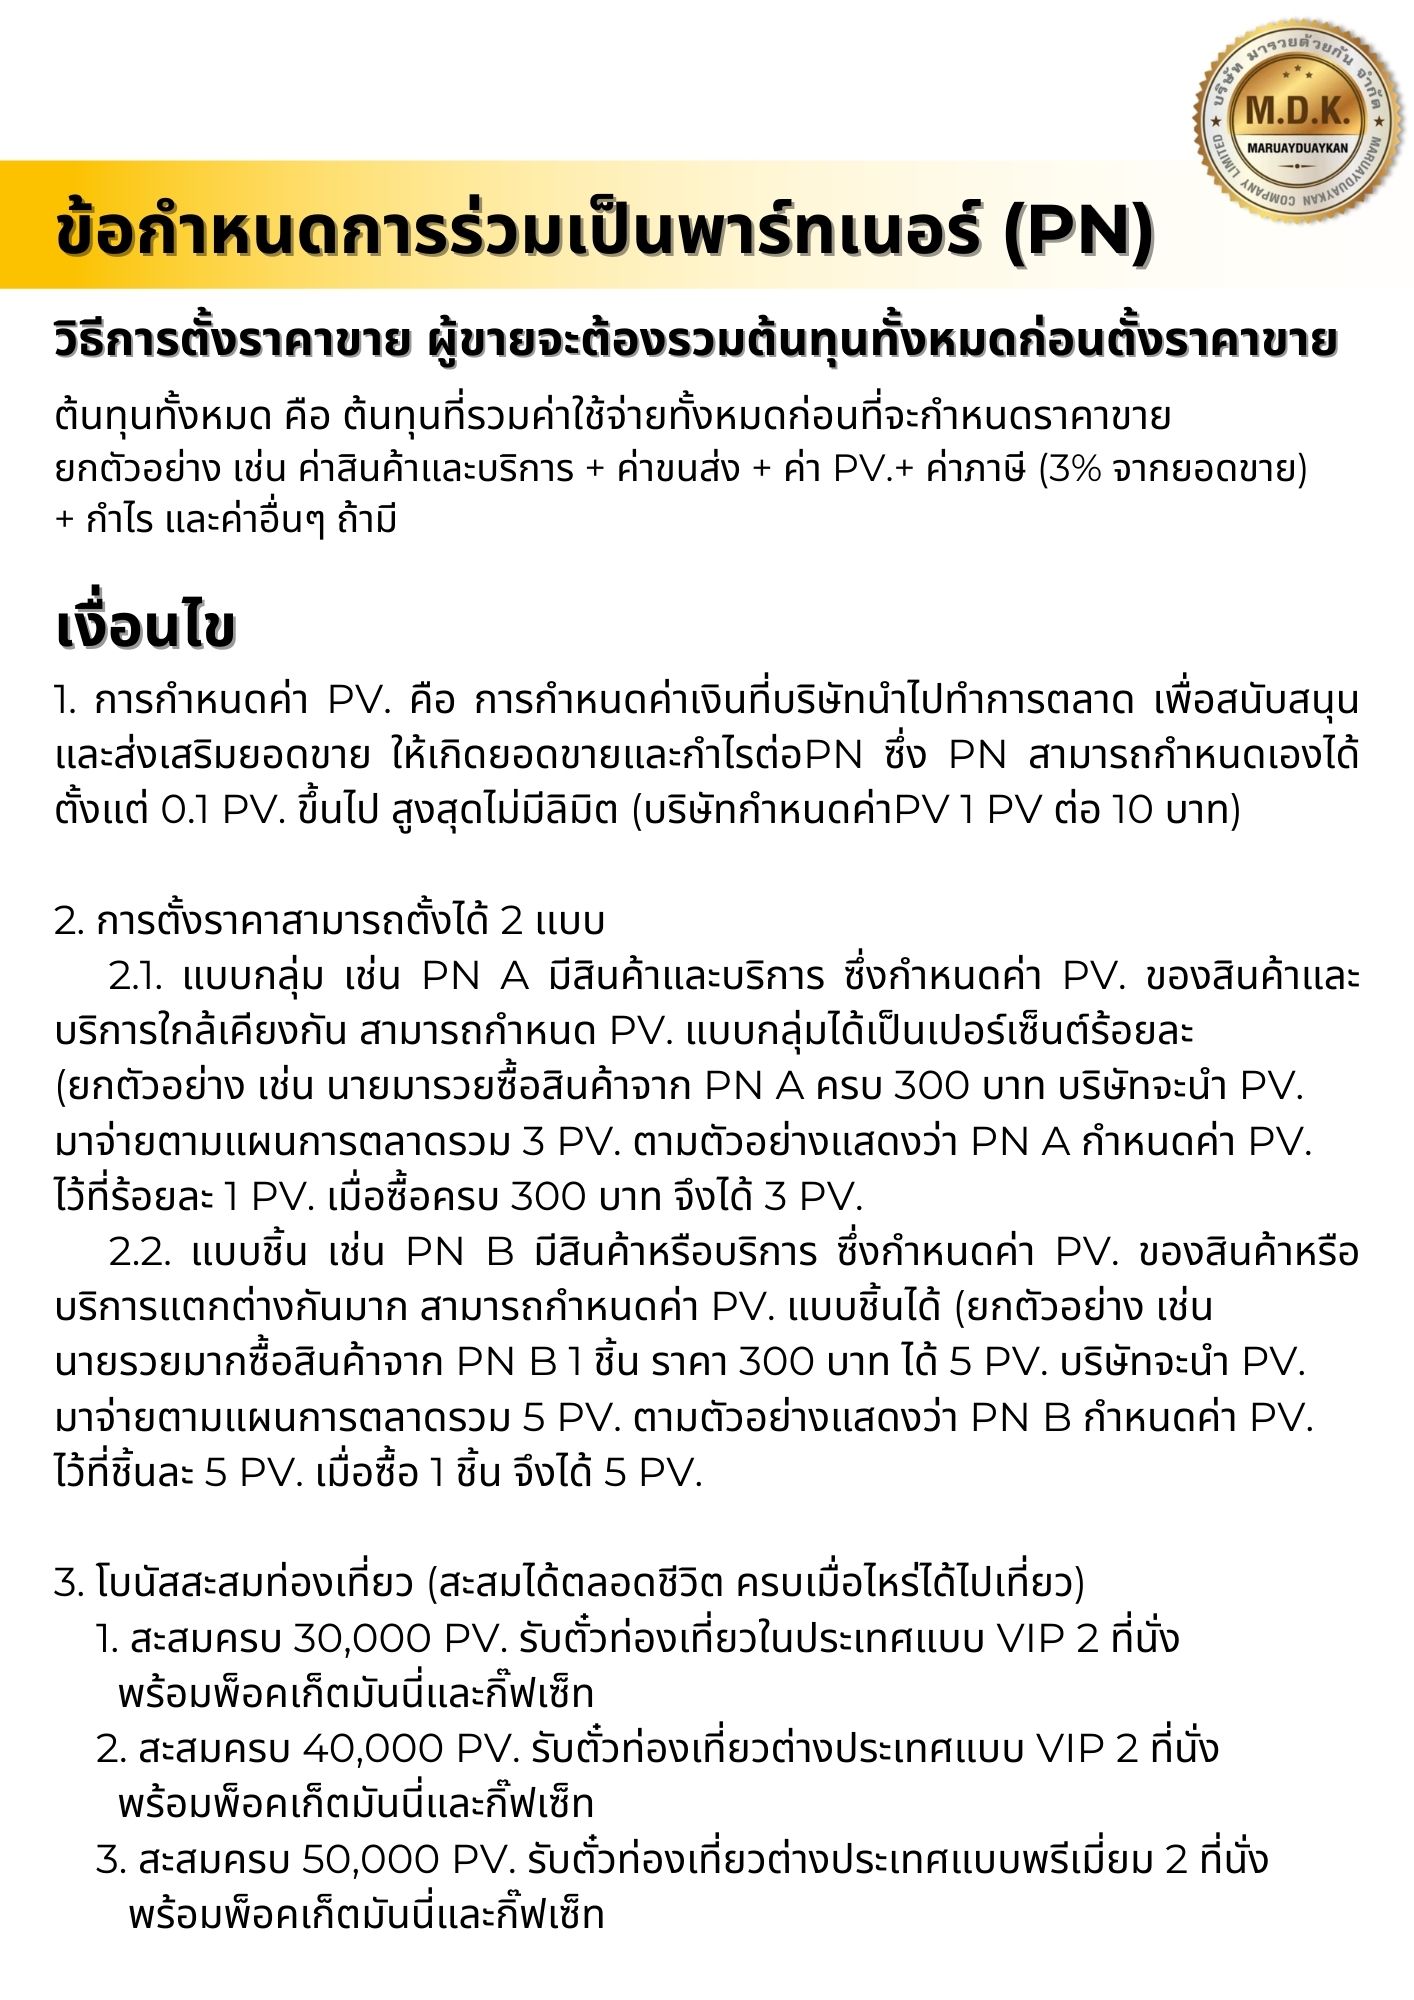 บริษัท มารวยด้วยกัน จำกัด
M.D.K.
MARUAYDUAYKAN
MARUAYDUAYKAN COMPANY LIMITED
ข้อกำหนดการร่วมเป็นพาร์ทเนอร์ (PN)
วิธีการตั้งราคาขาย ผู้ขายจะต้องรวมต้นทุนทั้งหมดก่อนตั้งราคาขาย
ต้นทุนทั้งหมด คือ ต้นทุนที่รวมค่าใช้จ่ายทั้งหมดก่อนที่จะกำหนดราคาขาย
ยกตัวอย่าง เช่น ค่าสินค้าและบริการ + ค่าขนส่ง + ค่า PV.+ ค่าภาษี (3% จากยอดขาย)
+ กำไร และค่าอื่นๆ ถ้ามี
เงื่อนไข
1. การกำหนดค่า PV. คือ การกำหนดค่าเงินที่บริษัทนำไปทำการตลาด เพื่อสนับสนุน
และส่งเสริมยอดขาย ให้เกิดยอดขายและกำไรต่อPN ซึ่ง PN สามารถกำหนดเองได้
ตั้งแต่ 0.1 PV. ขึ้นไป สูงสุดไม่มีลิมิต (บริษัทกำหนดค่าPV 1 PV ต่อ 10 บาท)
2. การตั้งราคาสามารถตั้งได้ 2 แบบ
2.1. แบบกลุ่ม เช่น PN A มีสินค้าและบริการ ซึ่งกำหนดค่า PV. ของสินค้าและ
บริการใกล้เคียงกัน สามารถกำหนด PV. แบบกลุ่มได้เป็นเปอร์เซ็นต์ร้อยละ
(ยกตัวอย่าง เช่น นายมารวยซื้อสินค้าจาก PN A ครบ 300 บาท บริษัทจะนำ PV.
มาจ่ายตามแผนการตลาดรวม 3 PV. ตามตัวอย่างแสดงว่า PN A กำหนดค่า PV.
ไว้ที่ร้อยละ 1 PV. เมื่อซื้อครบ 300 บาท จึงได้ 3 PV.
2.2. แบบชิ้น เช่น PN B มีสินค้าหรือบริการ ซึ่งกำหนดค่า PV. ของสินค้าหรือ
บริการแตกต่างกันมาก สามารถกำหนดค่า PV. แบบชิ้นได้ (ยกตัวอย่าง เช่น
นายรวยมากซื้อสินค้าจาก PN B 1 ชิ้น ราคา 300 บาท ได้ 5 PV. บริษัทจะนำ PV.
มาจ่ายตามแผนการตลาดรวม 5 PV. ตามตัวอย่างแสดงว่า PN B กำหนดค่า PV.
ไว้ที่ชิ้นละ 5 PV. เมื่อซื้อ 1 ชิ้น จึงได้ 5 PV.
3. โบนัสสะสมท่องเที่ยว (สะสมได้ตลอดชีวิต ครบเมื่อไหร่ได้ไปเที่ยว)
1. สะสมครบ 30,000 PV. รับตั๋วท่องเที่ยวในประเทศแบบ VIP 2 ที่นั่ง
พร้อมพ็อคเก็ตมันนี่และกิ๊ฟเซ็ท
2. สะสมครบ 40,000 PV. รับตั๋วท่องเที่ยวต่างประเทศแบบ VIP 2 ที่นั่ง
พร้อมพ็อคเก็ตมันนี่และกิ๊ฟเซ็ท
3. สะสมครบ 50,000 PV. รับตั๋วท่องเที่ยวต่างประเทศแบบพรีเมี่ยม 2 ที่นั่ง
พร้อมพ็อคเก็ตมันนี่และกิ๊ฟเซ็ท